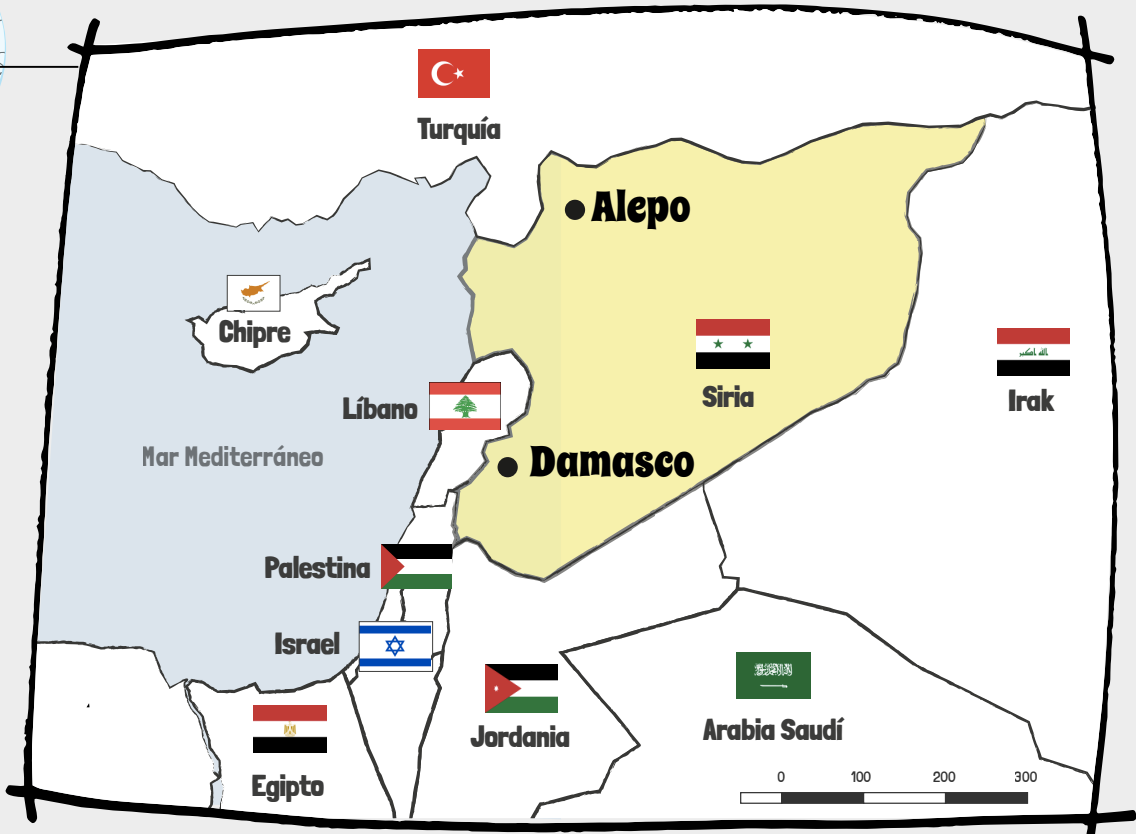 Turquía
Alepo
Chipre
Siria
Irak
Líbano
Mar Mediterráneo
Damasco
Palestina
Israel
Jordania
Arabia Saudí
Egipto
0 100 200 300